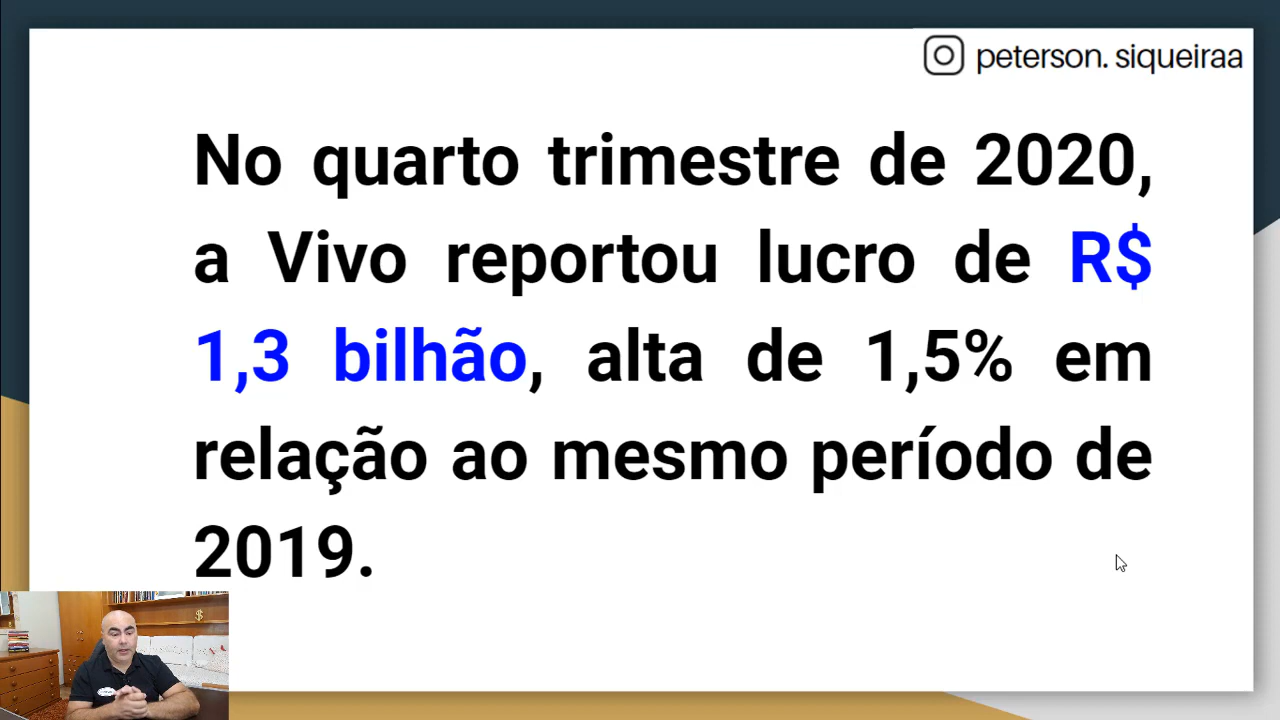 peterson. siqueiraa
No quarto trimestre de 2020,
a Vivo reportou lucro de R$
1,3 bilhão, alta de 1,5% em
relação ao mesmo período de
2019.